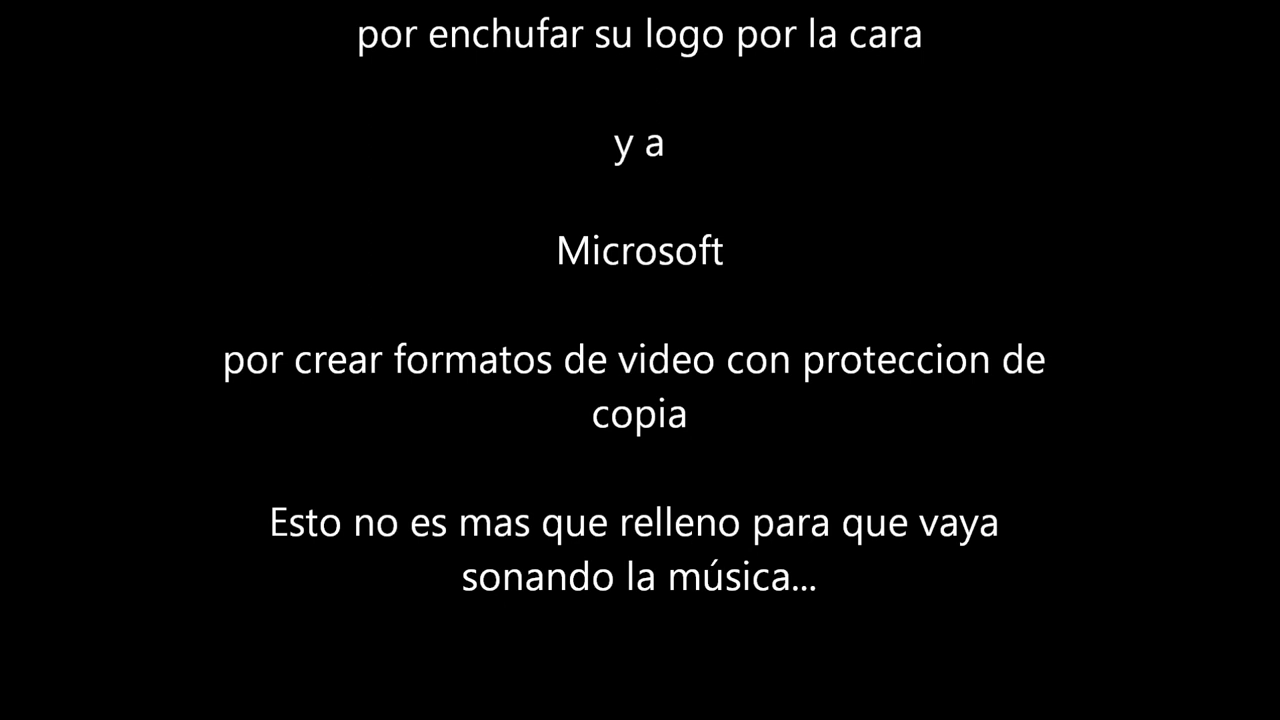 por enchufar su logo por la cara
y a
Microsoft
por crear formatos de video con proteccion de
copia
Esto no es mas que relleno para que vaya
sonando la música...